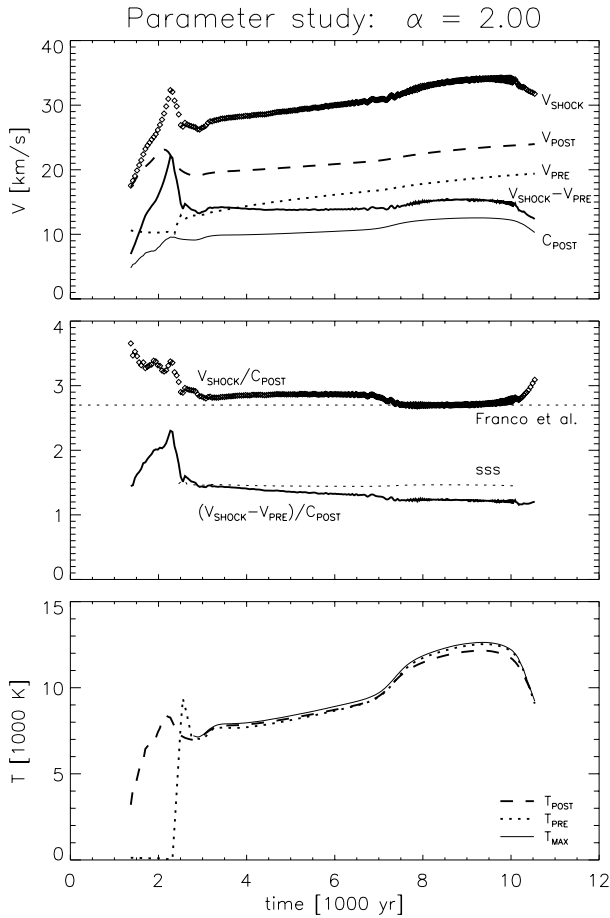 Parameter study: α = 2.00
40
30
20
10
0
V [km/s]
V_SHOCK
V_POST
V_PRE
V_SHOCK−V_PRE
C_POST
4
3
2
1
0
V_SHOCK/C_POST
Franco et al.
sss
(V_SHOCK−V_PRE)/C_POST
15
10
5
0
T [1000 K]
T_POST
T_PRE
T_MAX
0 2 4 6 8 10 12
time [1000 yr]